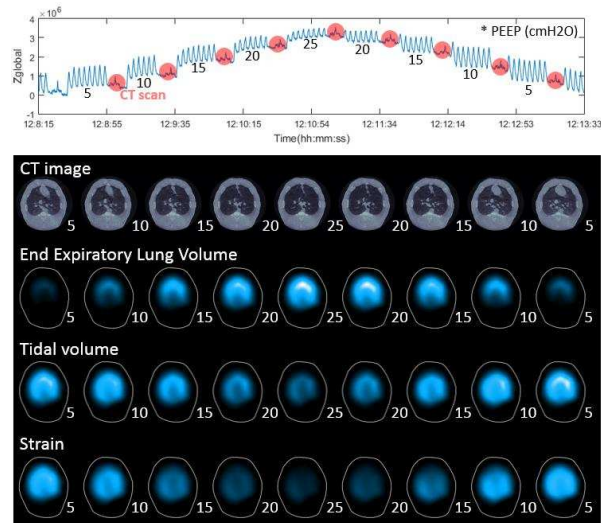 × 10⁶
* PEEP (cmH2O)
Zglobal
4
3
2
1
0
-1
5 10 15 20 25 20 15 10 5
CT scan
12:8:15 12:8:55 12:9:35 12:10:15 12:10:54 12:11:34 12:12:14 12:12:53 12:13:33
Time(hh:mm:ss)
CT image
5 10 15 20 25 20 15 10 5
End Expiratory Lung Volume
5 10 15 20 25 20 15 10 5
Tidal volume
5 10 15 20 25 20 15 10 5
Strain
5 10 15 20 25 20 15 10 5